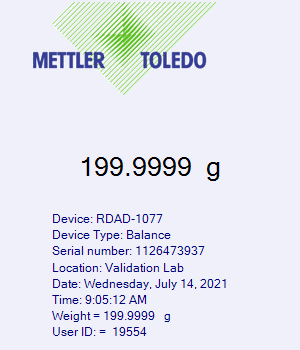 METTLER TOLEDO
199.9999 g
Device: RDAD-1077
Device Type: Balance
Serial number: 1126473937
Location: Validation Lab
Date: Wednesday, July 14, 2021
Time: 9:05:12 AM
Weight = 199.9999 g
User ID: = 19554